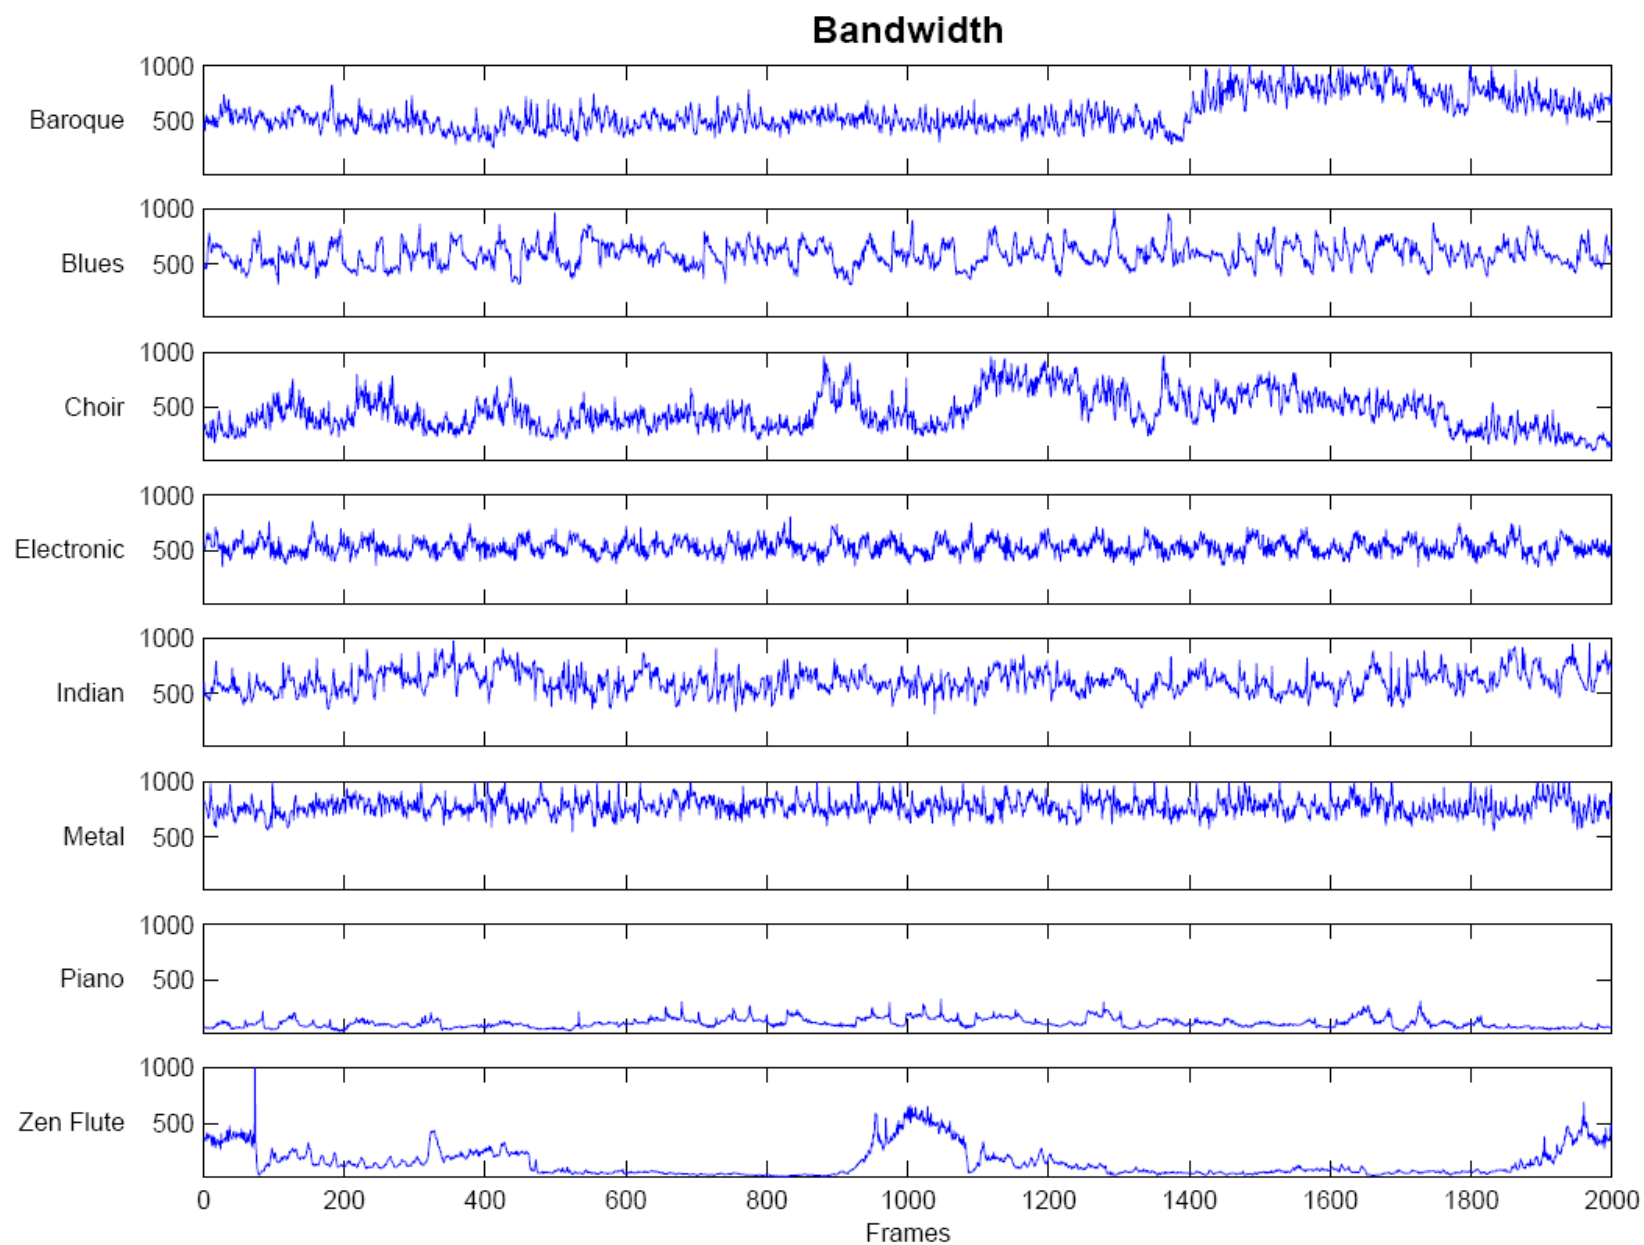 Bandwidth
1000
Baroque 500
1000
Blues 500
1000
Choir 500
1000
Electronic 500
1000
Indian 500
1000
Metal 500
1000
Piano 500
1000
Zen Flute 500
0 200 400 600 800 1000 1200 1400 1600 1800 2000
Frames